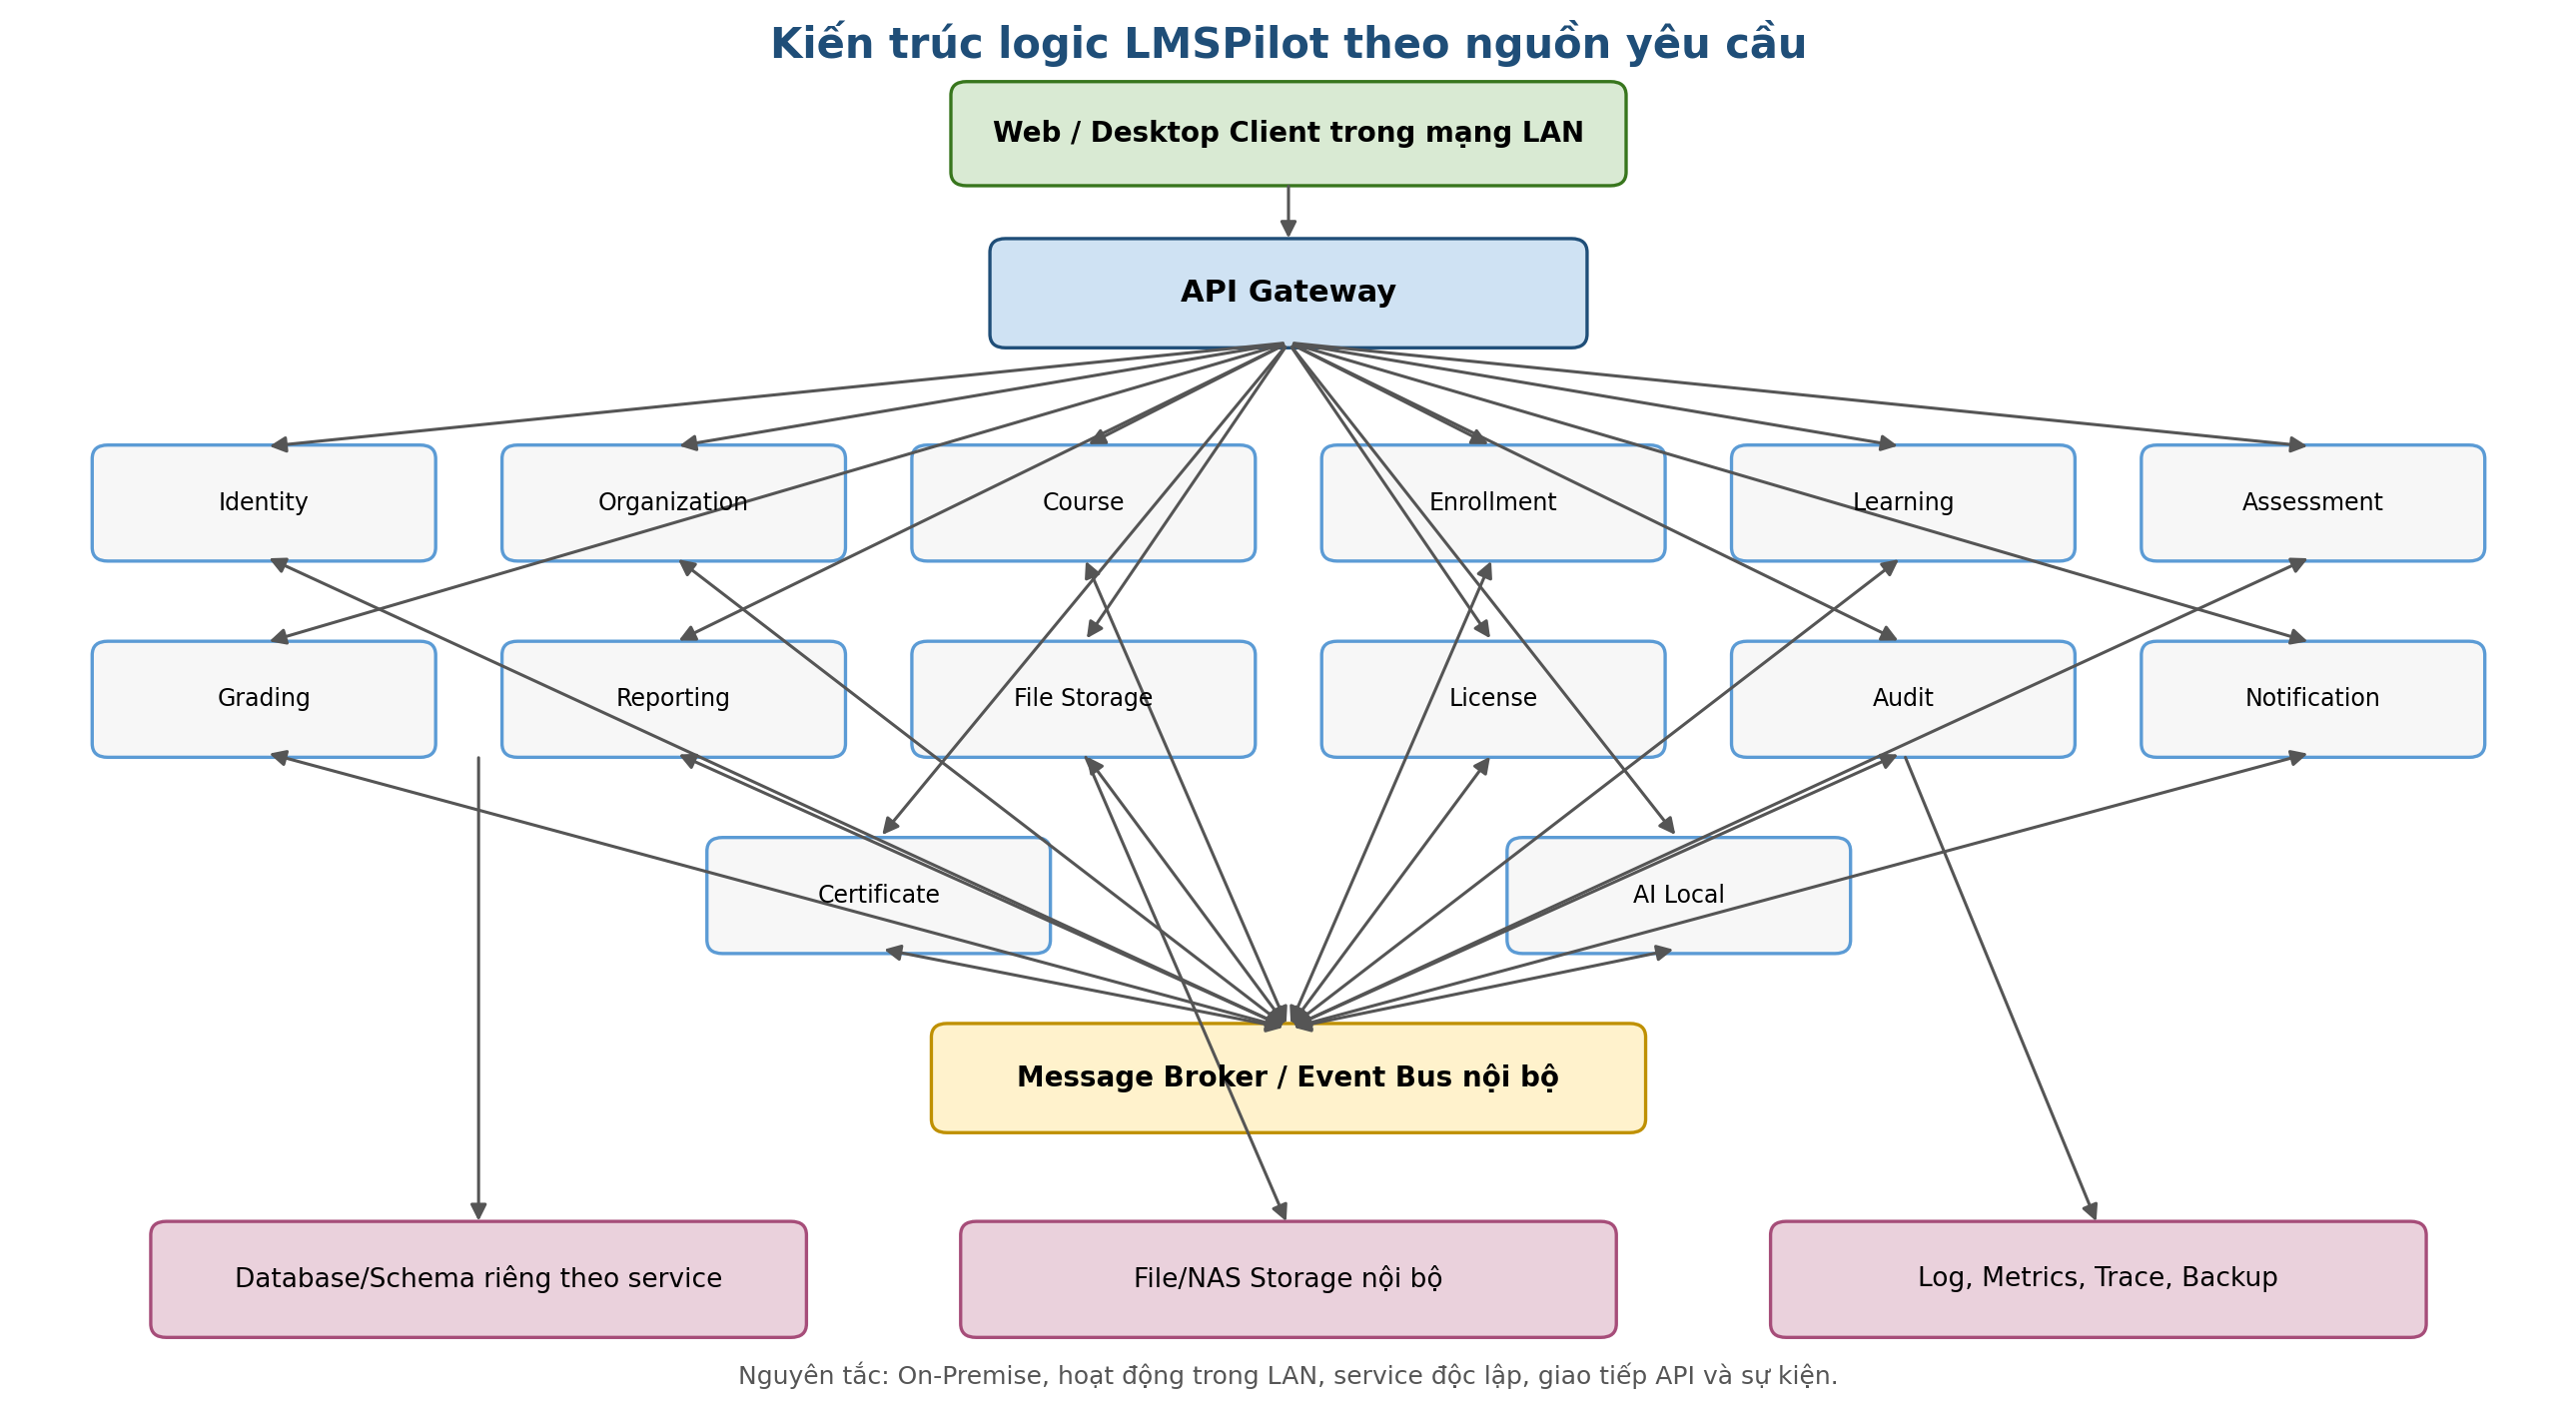 Kiến trúc logic LMSPilot theo nguồn yêu cầu
Web / Desktop Client trong mạng LAN
API Gateway
Identity
Organization
Course
Enrollment
Learning
Assessment
Grading
Reporting
File Storage
License
Audit
Notification
Certificate
AI Local
Message Broker / Event Bus nội bộ
Database/Schema riêng theo service
File/NAS Storage nội bộ
Log, Metrics, Trace, Backup
Nguyên tắc: On-Premise, hoạt động trong LAN, service độc lập, giao tiếp API và sự kiện.